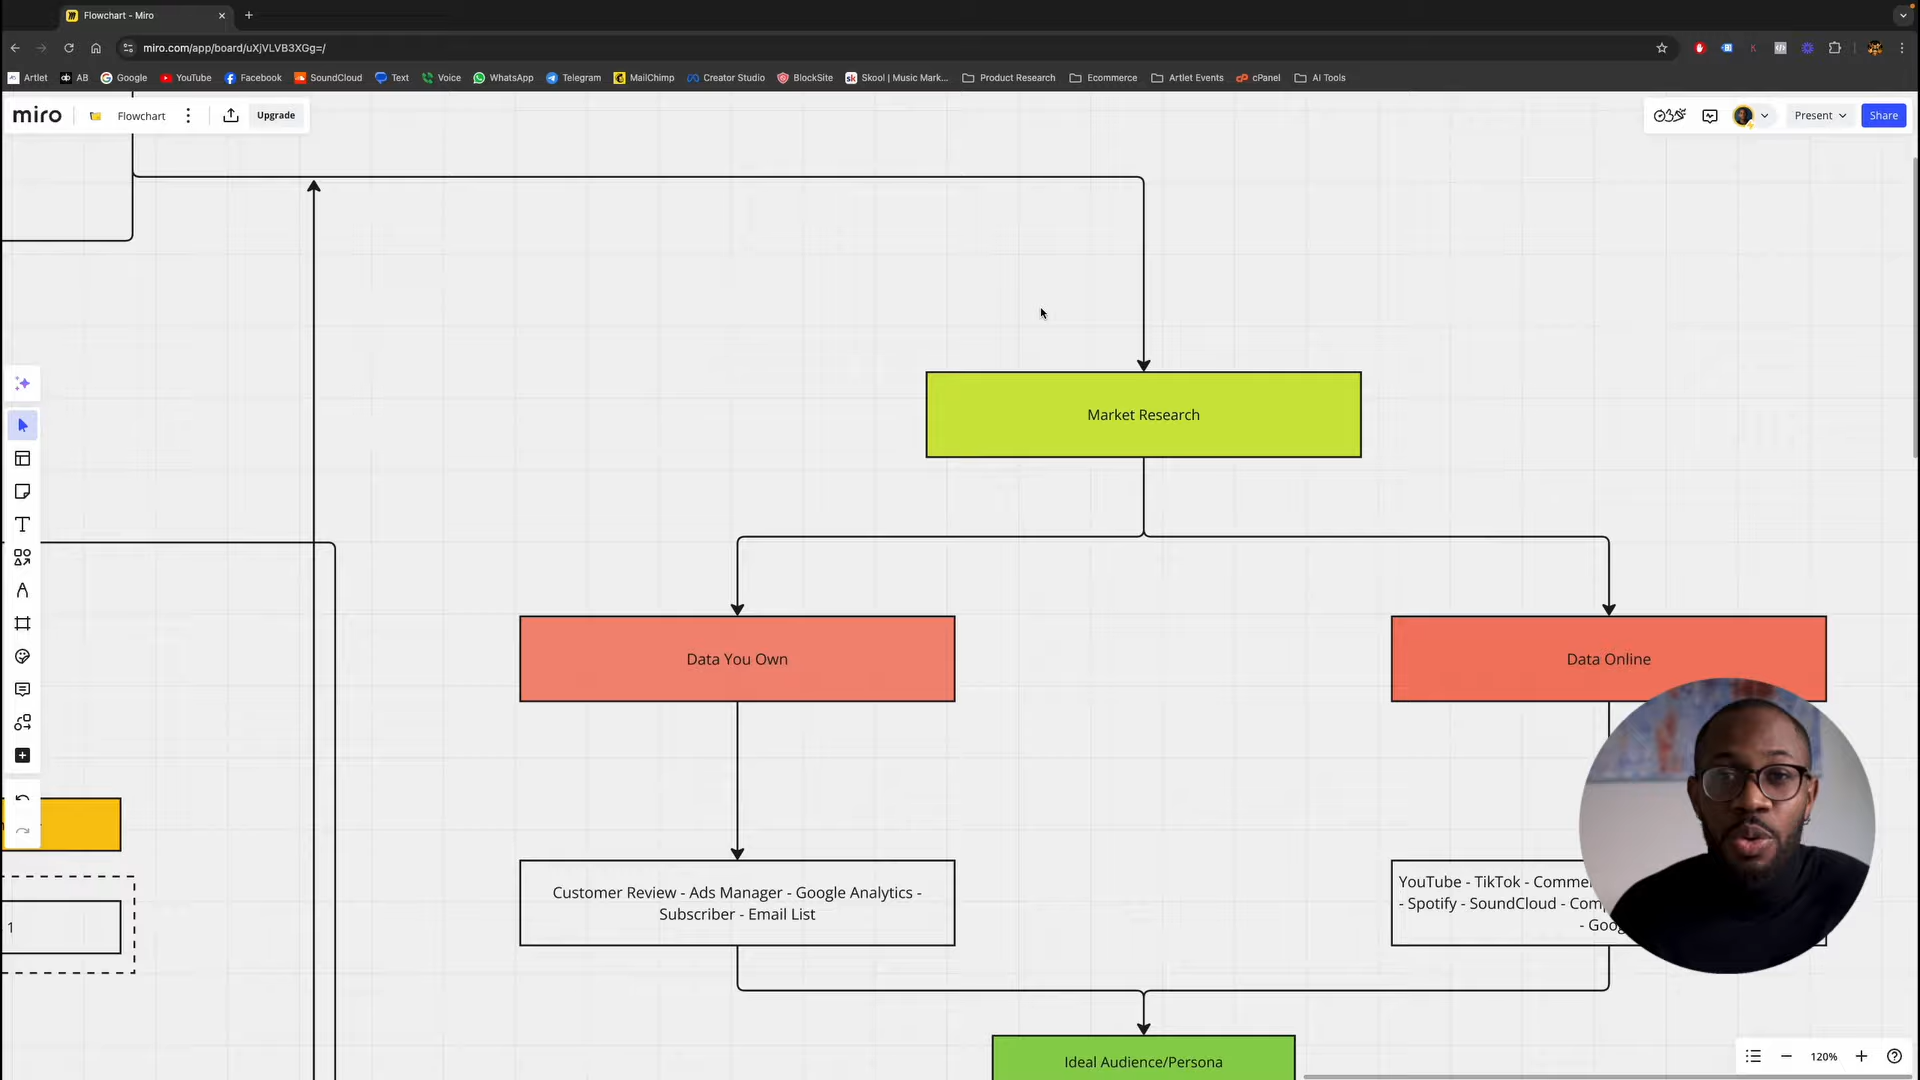 Flowchart - Miro
miro.com/app/board/uXjVLVB3XGg=/
Artlet
AB
Google
YouTube
Facebook
SoundCloud
Text
Voice
WhatsApp
Telegram
MailChimp
Creator Studio
BlockSite
Skool | Music Mark...
Product Research
Ecommerce
Artlet Events
cPanel
AI Tools
miro
Flowchart
Upgrade
Present
Share
Market Research
Data You Own
Data Online
Customer Review - Ads Manager - Google Analytics -
Subscriber - Email List
YouTube - TikTok -
- Spotify - SoundCloud -
1
Ideal Audience/Persona
120%